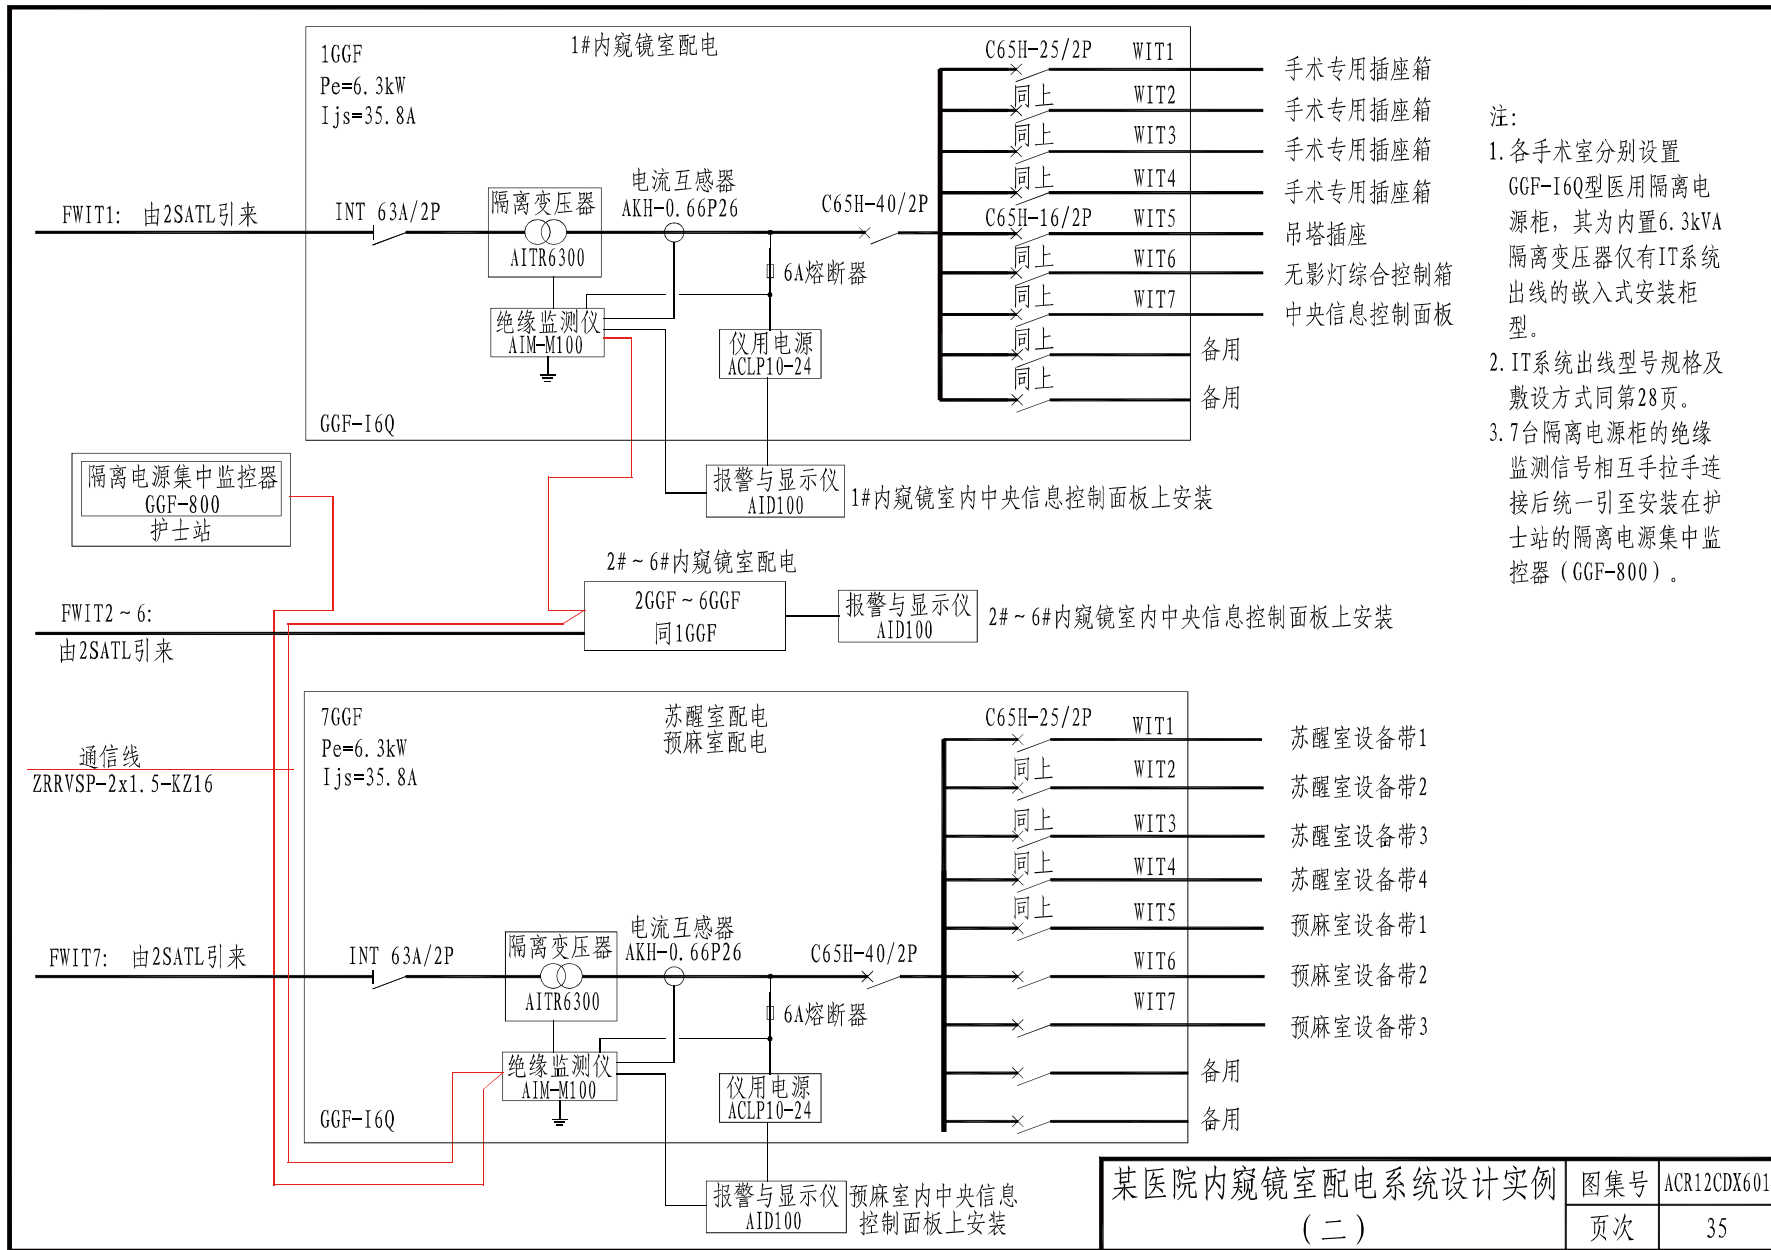 1GGF
Pe=6.3kW
Ijs=35.8A
1#内窥镜室配电
FWIT1: 由2SATL引来
INT 63A/2P
隔离变压器
AITR6300
电流互感器
AKH-0.66P26
C65H-40/2P
6A熔断器
绝缘监测仪
AIM-M100
仪用电源
ACLP10-24
GGF-I6Q
C65H-25/2P WIT1 手术专用插座箱
同上 WIT2 手术专用插座箱
同上 WIT3 手术专用插座箱
同上 WIT4 手术专用插座箱
C65H-16/2P WIT5 吊塔插座
同上 WIT6 无影灯综合控制箱
同上 WIT7 中央信息控制面板
同上 备用
同上 备用
注:
1.各手术室分别设置
GGF-I6Q型医用隔离电
源柜，其为内置6.3kVA
隔离变压器仅有IT系统
出线的嵌入式安装柜
型。
2.IT系统出线型号规格及
敷设方式同第28页。
3.7台隔离电源柜的绝缘
监测信号相互手拉手连
接后统一引至安装在护
士站的隔离电源集中监
控器（GGF-800）。
隔离电源集中监控器
GGF-800
护士站
报警与显示仪
AID100
1#内窥镜室内中央信息控制面板上安装
2#～6#内窥镜室配电
FWIT2～6:
由2SATL引来
2GGF～6GGF
同1GGF
报警与显示仪
AID100
2#～6#内窥镜室内中央信息控制面板上安装
通信线
ZRRVSP-2x1.5-KZ16
7GGF
Pe=6.3kW
Ijs=35.8A
苏醒室配电
预麻室配电
FWIT7: 由2SATL引来
INT 63A/2P
隔离变压器
AITR6300
电流互感器
AKH-0.66P26
C65H-40/2P
6A熔断器
绝缘监测仪
AIM-M100
仪用电源
ACLP10-24
GGF-I6Q
C65H-25/2P WIT1 苏醒室设备带1
同上 WIT2 苏醒室设备带2
同上 WIT3 苏醒室设备带3
同上 WIT4 苏醒室设备带4
同上 WIT5 预麻室设备带1
WIT6 预麻室设备带2
WIT7 预麻室设备带3
备用
备用
报警与显示仪
AID100
预麻室内中央信息
控制面板上安装
某医院内窥镜室配电系统设计实例
（二）
图集号 ACR12CDX601
页次 35